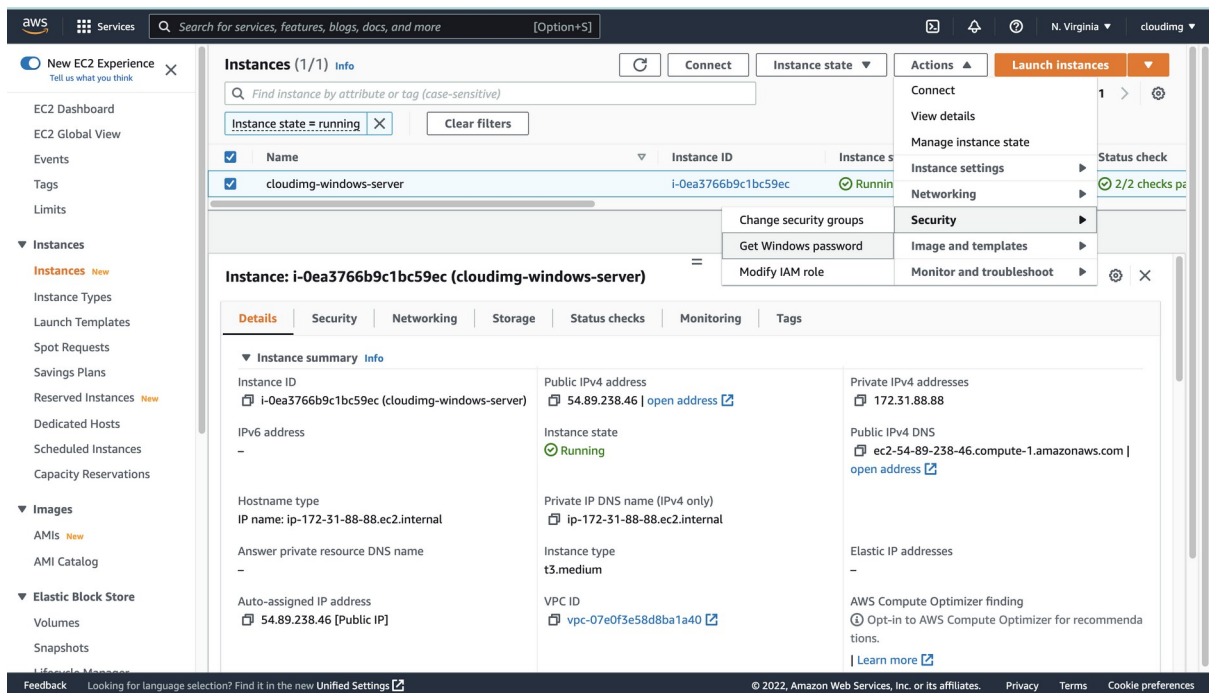 aws Services Search for services, features, blogs, docs, and more [Option+S] N. Virginia ▼ cloudimg ▼
New EC2 Experience
Tell us what you think
EC2 Dashboard
EC2 Global View
Events
Tags
Limits
▼ Instances
Instances New
Instance Types
Launch Templates
Spot Requests
Savings Plans
Reserved Instances New
Dedicated Hosts
Scheduled Instances
Capacity Reservations
▼ Images
AMIs New
AMI Catalog
▼ Elastic Block Store
Volumes
Snapshots
Lifecycle Manager
Instances (1/1) Info
Connect
Instance state ▼
Actions ▲
Launch instances ▼
Find instance by attribute or tag (case-sensitive)
1
Instance state = running
Clear filters
Name Instance ID Instance s Status check
cloudimg-windows-server i-0ea3766b9c1bc59ec Runnin 2/2 checks pa
Connect
View details
Manage instance state
Instance settings
Networking
Security
Image and templates
Monitor and troubleshoot
Change security groups
Get Windows password
Modify IAM role
Instance: i-0ea3766b9c1bc59ec (cloudimg-windows-server)
Details Security Networking Storage Status checks Monitoring Tags
▼ Instance summary Info
Instance ID
i-0ea3766b9c1bc59ec (cloudimg-windows-server)
Public IPv4 address
54.89.238.46 | open address
Private IPv4 addresses
172.31.88.88
IPv6 address
–
Instance state
Running
Public IPv4 DNS
ec2-54-89-238-46.compute-1.amazonaws.com |
open address
Hostname type
IP name: ip-172-31-88-88.ec2.internal
Private IP DNS name (IPv4 only)
ip-172-31-88-88.ec2.internal
Answer private resource DNS name
–
Instance type
t3.medium
Elastic IP addresses
–
Auto-assigned IP address
54.89.238.46 [Public IP]
VPC ID
vpc-07e0f3e58d8ba1a40
AWS Compute Optimizer finding
Opt-in to AWS Compute Optimizer for recommenda
tions.
| Learn more
Feedback Looking for language selection? Find it in the new Unified Settings © 2022, Amazon Web Services, Inc. or its affiliates. Privacy Terms Cookie preferences